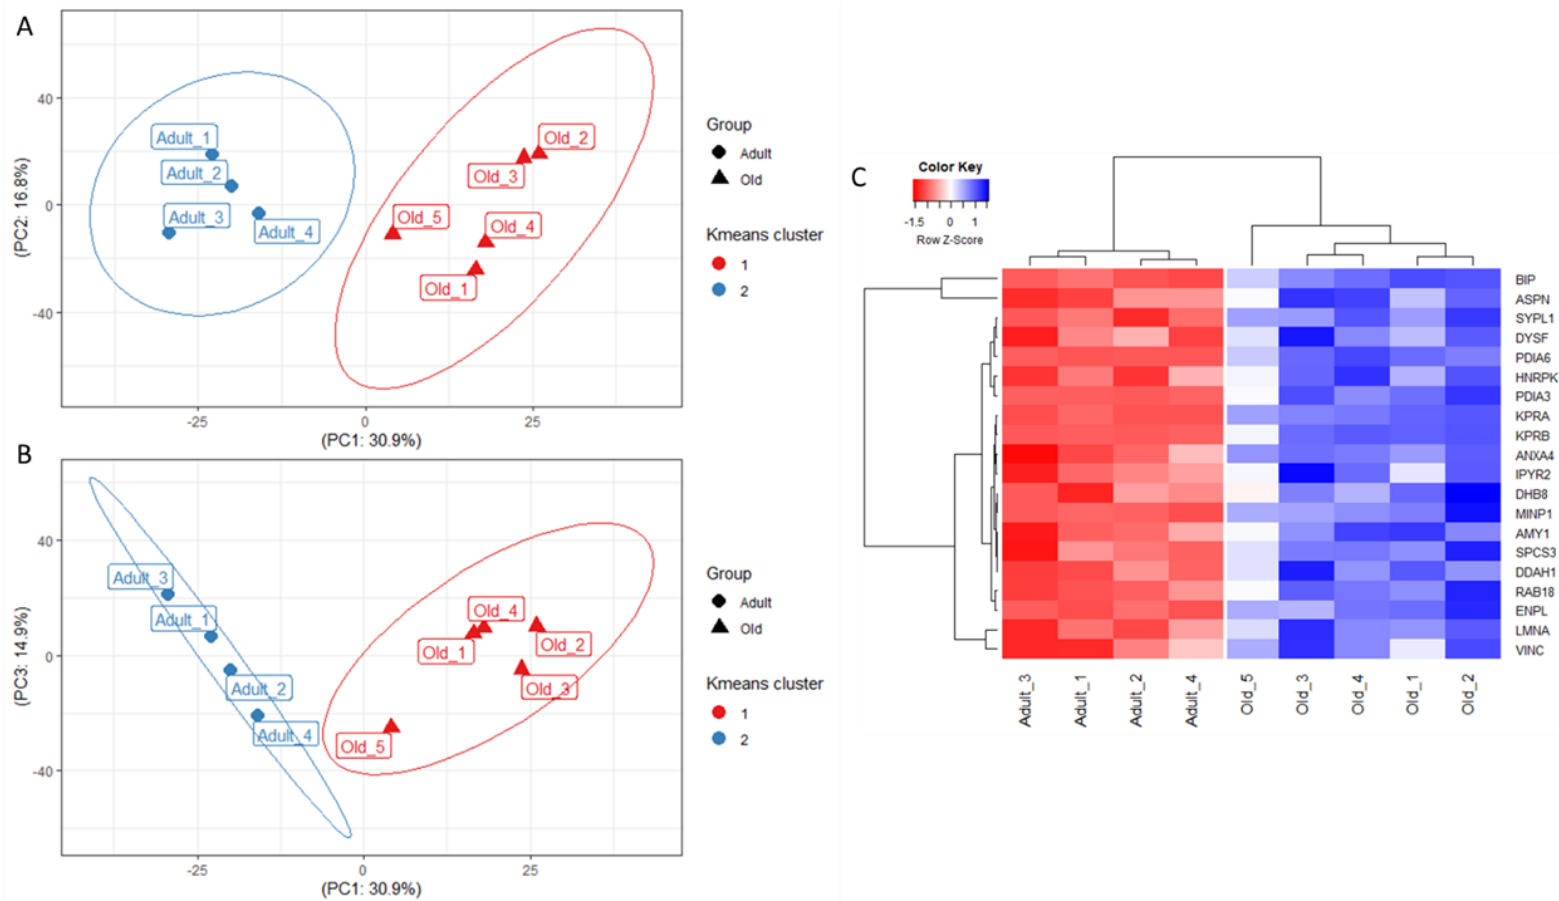 A
40
0
-40
(PC2: 16.8%)
Adult_1
Adult_2
Adult_3
Adult_4
Old_2
Old_3
Old_5
Old_4
Old_1
-25
0
25
(PC1: 30.9%)
Group
Adult
Old
Kmeans cluster
1
2
B
40
0
-40
(PC3: 14.9%)
Adult_3
Adult_1
Adult_2
Adult_4
Old_4
Old_1
Old_2
Old_3
Old_5
-25
0
25
(PC1: 30.9%)
Group
Adult
Old
Kmeans cluster
1
2
C
Color Key
-1.5 0 1
Row Z-Score
BIP
ASPN
SYPL1
DYSF
PDIA6
HNRPK
PDIA3
KPRA
KPRB
ANXA4
IPYR2
DHB8
MINP1
AMY1
SPCS3
DDAH1
RAB18
ENPL
LMNA
VINC
Adult_3
Adult_1
Adult_2
Adult_4
Old_5
Old_3
Old_4
Old_1
Old_2